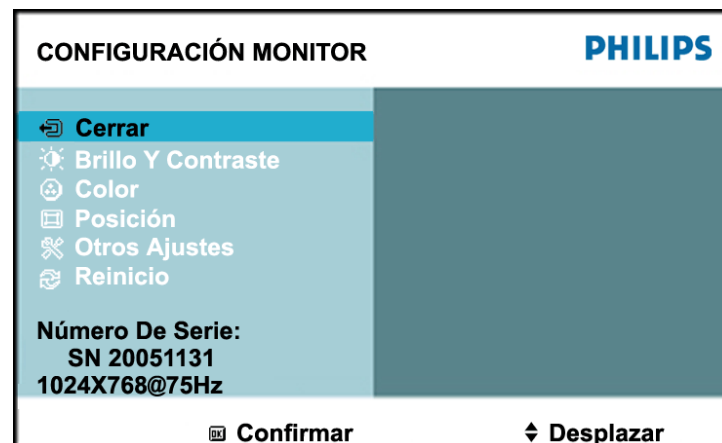 CONFIGURACIÓN MONITOR
PHILIPS
Cerrar
Brillo Y Contraste
Color
Posición
Otros Ajustes
Reinicio
Número De Serie:
SN 20051131
1024X768@75Hz
OK Confirmar
Desplazar